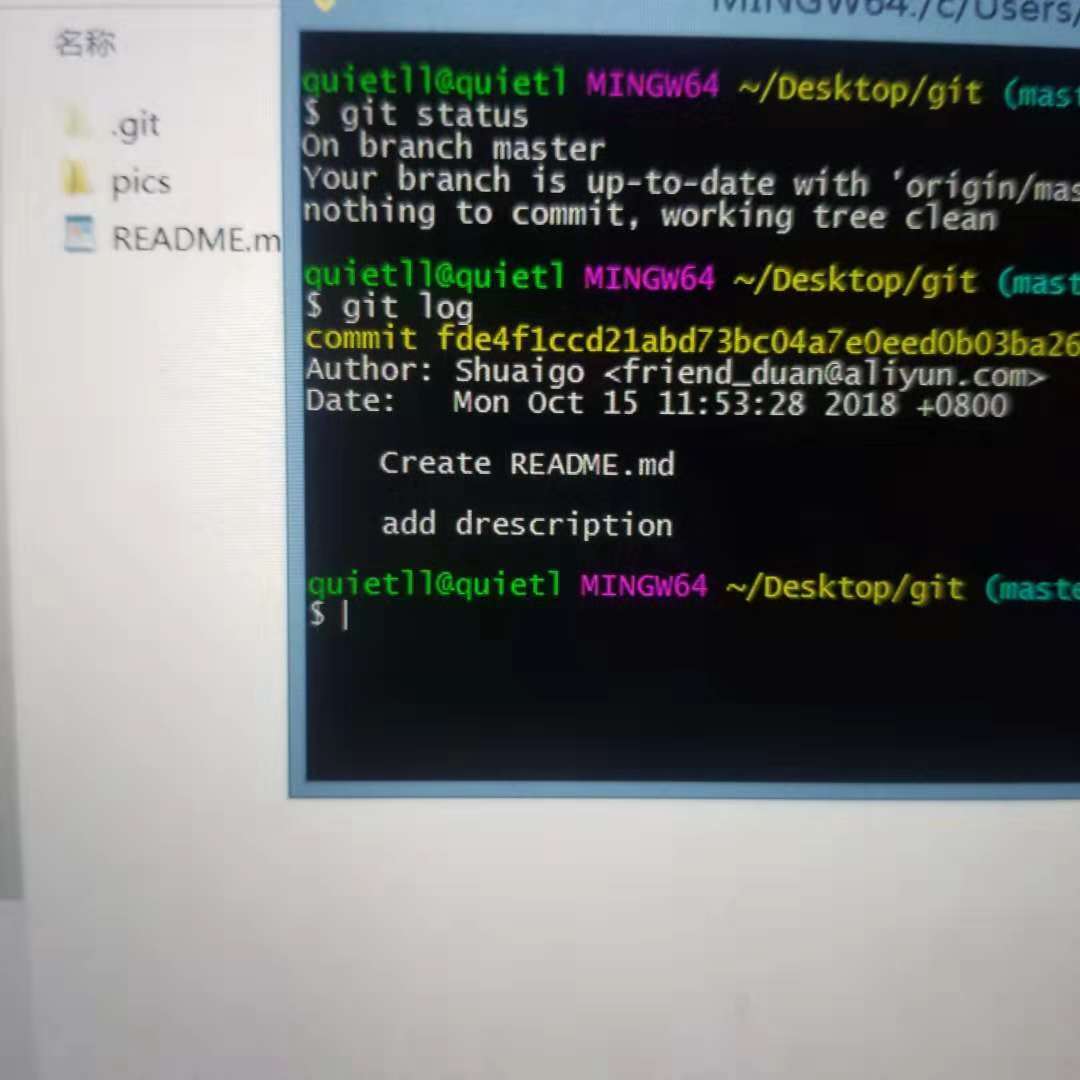 名称
.git
pics
README.m
MINGW64:/c/Users/
quietll@quietl MINGW64 ~/Desktop/git (mast
$ git status
On branch master
Your branch is up-to-date with 'origin/mas
nothing to commit, working tree clean
quietll@quietl MINGW64 ~/Desktop/git (mast
$ git log
commit fde4f1ccd21abd73bc04a7e0eed0b03ba26
Author: Shuaigo <friend_duan@aliyun.com>
Date: Mon Oct 15 11:53:28 2018 +0800
Create README.md
add drescription
quietll@quietl MINGW64 ~/Desktop/git (maste
$